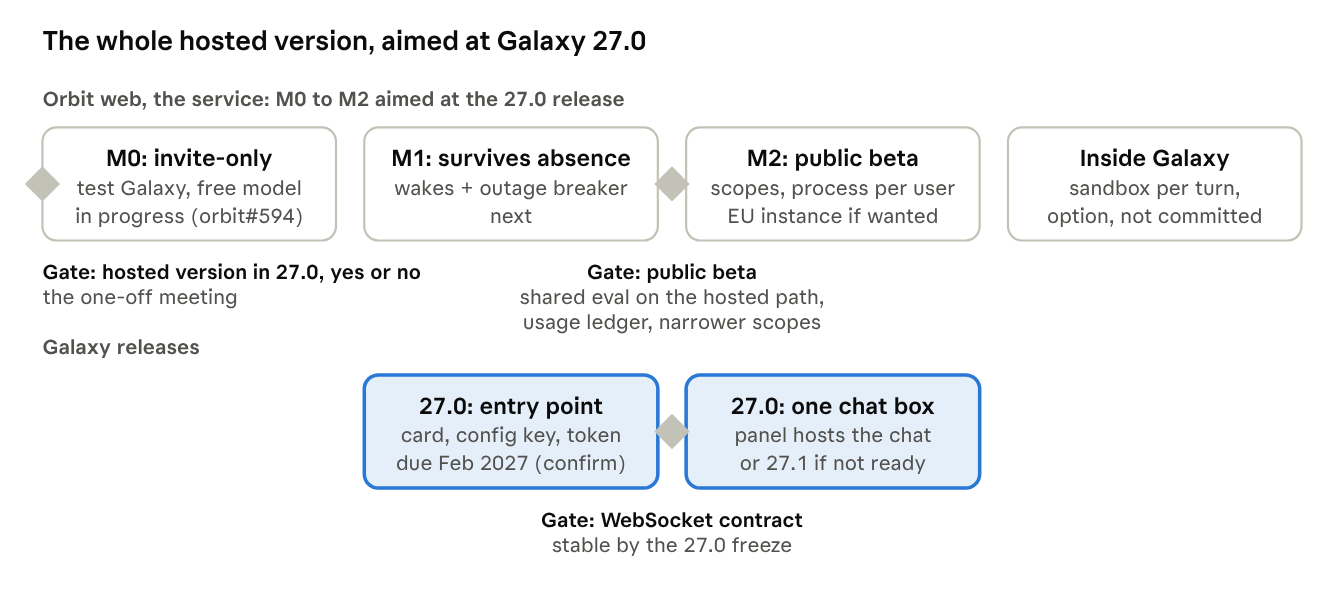 The whole hosted version, aimed at Galaxy 27.0
Orbit web, the service: M0 to M2 aimed at the 27.0 release
M0: invite-only
test Galaxy, free model
in progress (orbit#594)
M1: survives absence
wakes + outage breaker
next
M2: public beta
scopes, process per user
EU instance if wanted
Inside Galaxy
sandbox per turn,
option, not committed
Gate: hosted version in 27.0, yes or no
the one-off meeting
Gate: public beta
shared eval on the hosted path,
usage ledger, narrower scopes
Galaxy releases
27.0: entry point
card, config key, token
due Feb 2027 (confirm)
27.0: one chat box
panel hosts the chat
or 27.1 if not ready
Gate: WebSocket contract
stable by the 27.0 freeze